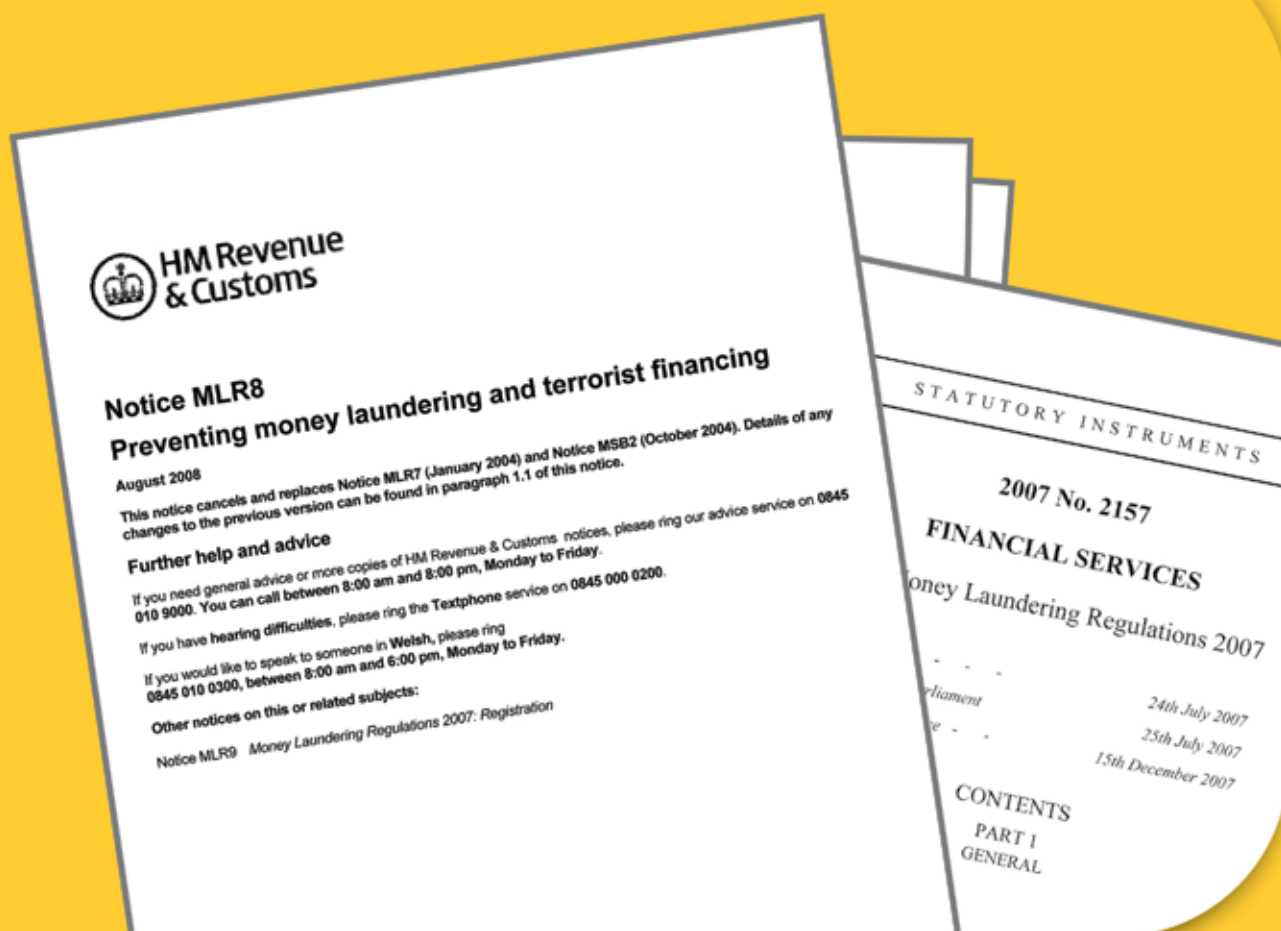 HM Revenue
& Customs
Notice MLR8
Preventing money laundering and terrorist financing
August 2008
This notice cancels and replaces Notice MLR7 (January 2004) and Notice MSB2 (October 2004). Details of any
changes to the previous version can be found in paragraph 1.1 of this notice.
Further help and advice
If you need general advice or more copies of HM Revenue & Customs notices, please ring our advice service on 0845
010 9000. You can call between 8:00 am and 8:00 pm, Monday to Friday.
If you have hearing difficulties, please ring the Textphone service on 0845 000 0200.
If you would like to speak to someone in Welsh, please ring
0845 010 0300, between 8:00 am and 6:00 pm, Monday to Friday.
Other notices on this or related subjects:
Notice MLR9 Money Laundering Regulations 2007: Registration
STATUTORY INSTRUMENTS
2007 No. 2157
FINANCIAL SERVICES
Laundering Regulations 2007
- - -
24th July 2007
25th July 2007
- -
15th December 2007
CONTENTS
PART 1
GENERAL